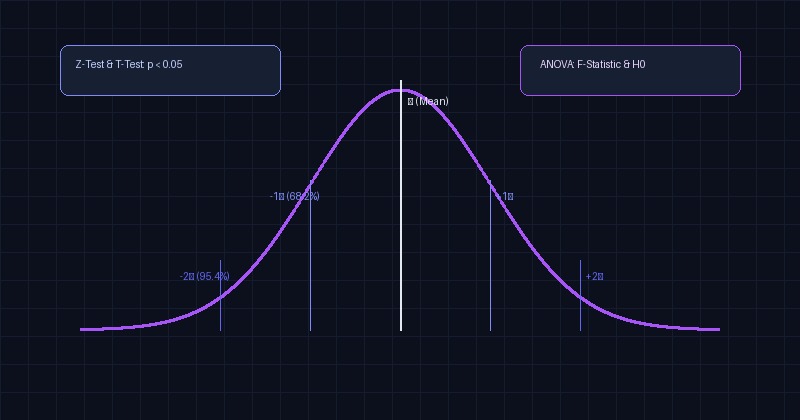 Z-Test & T-Test: p < 0.05
ANOVA: F-Statistic & H0
(Mean)
-1 (68.2%)
+1
-2 (95.4%)
+2